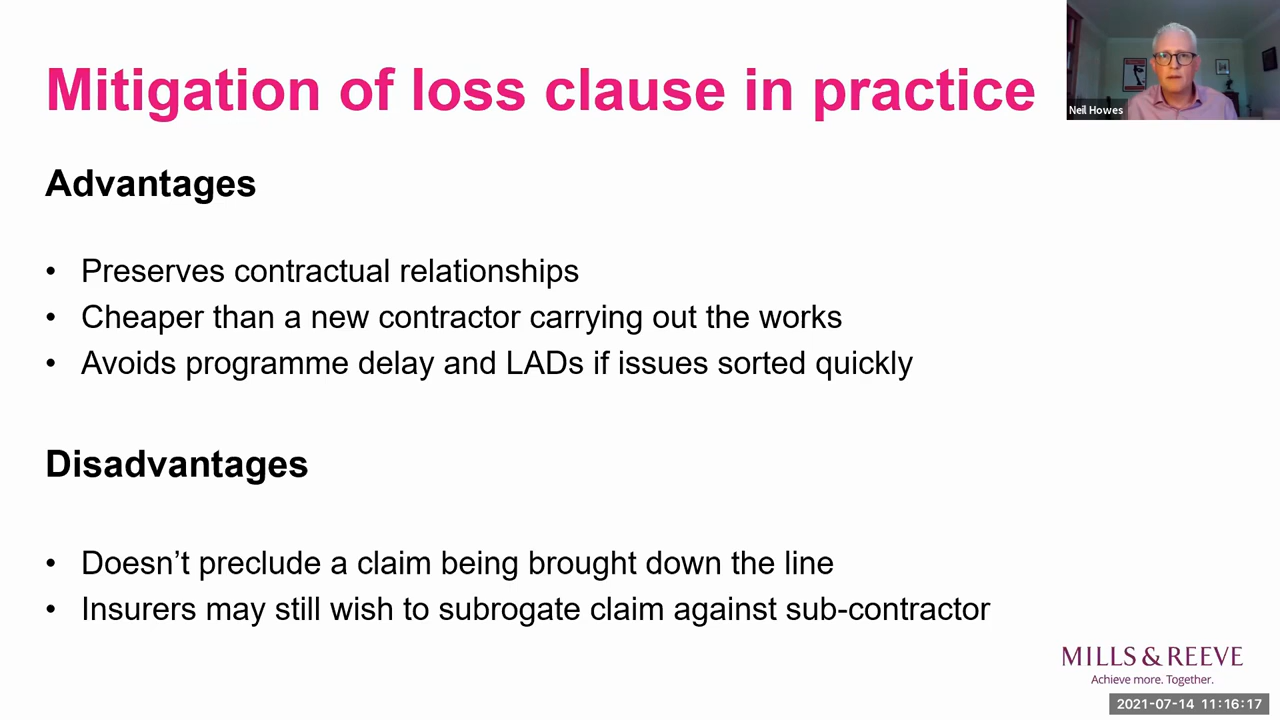 Mitigation of loss clause in practice
Neil Howes
Advantages
• Preserves contractual relationships
• Cheaper than a new contractor carrying out the works
• Avoids programme delay and LADs if issues sorted quickly
Disadvantages
• Doesn’t preclude a claim being brought down the line
• Insurers may still wish to subrogate claim against sub-contractor
MILLS & REEVE
Achieve more. Together.
2021-07-14 11:16:17